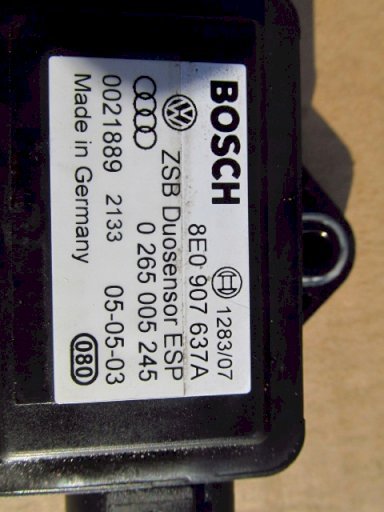 BOSCH
1283/07
8E0 907 637A
ZSB Duosensor ESP
0 265 005 245
0021889 2133 05-05-03
Made in Germany 080